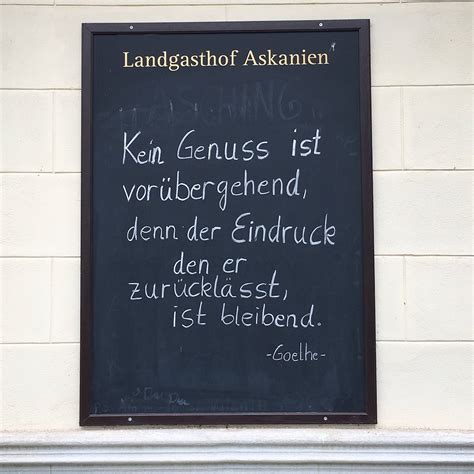 Landgasthof Askanien
Kein Genuss ist
vorübergehend,
denn der Eindruck
den er
zurücklässt,
ist bleibend.
-Goethe-